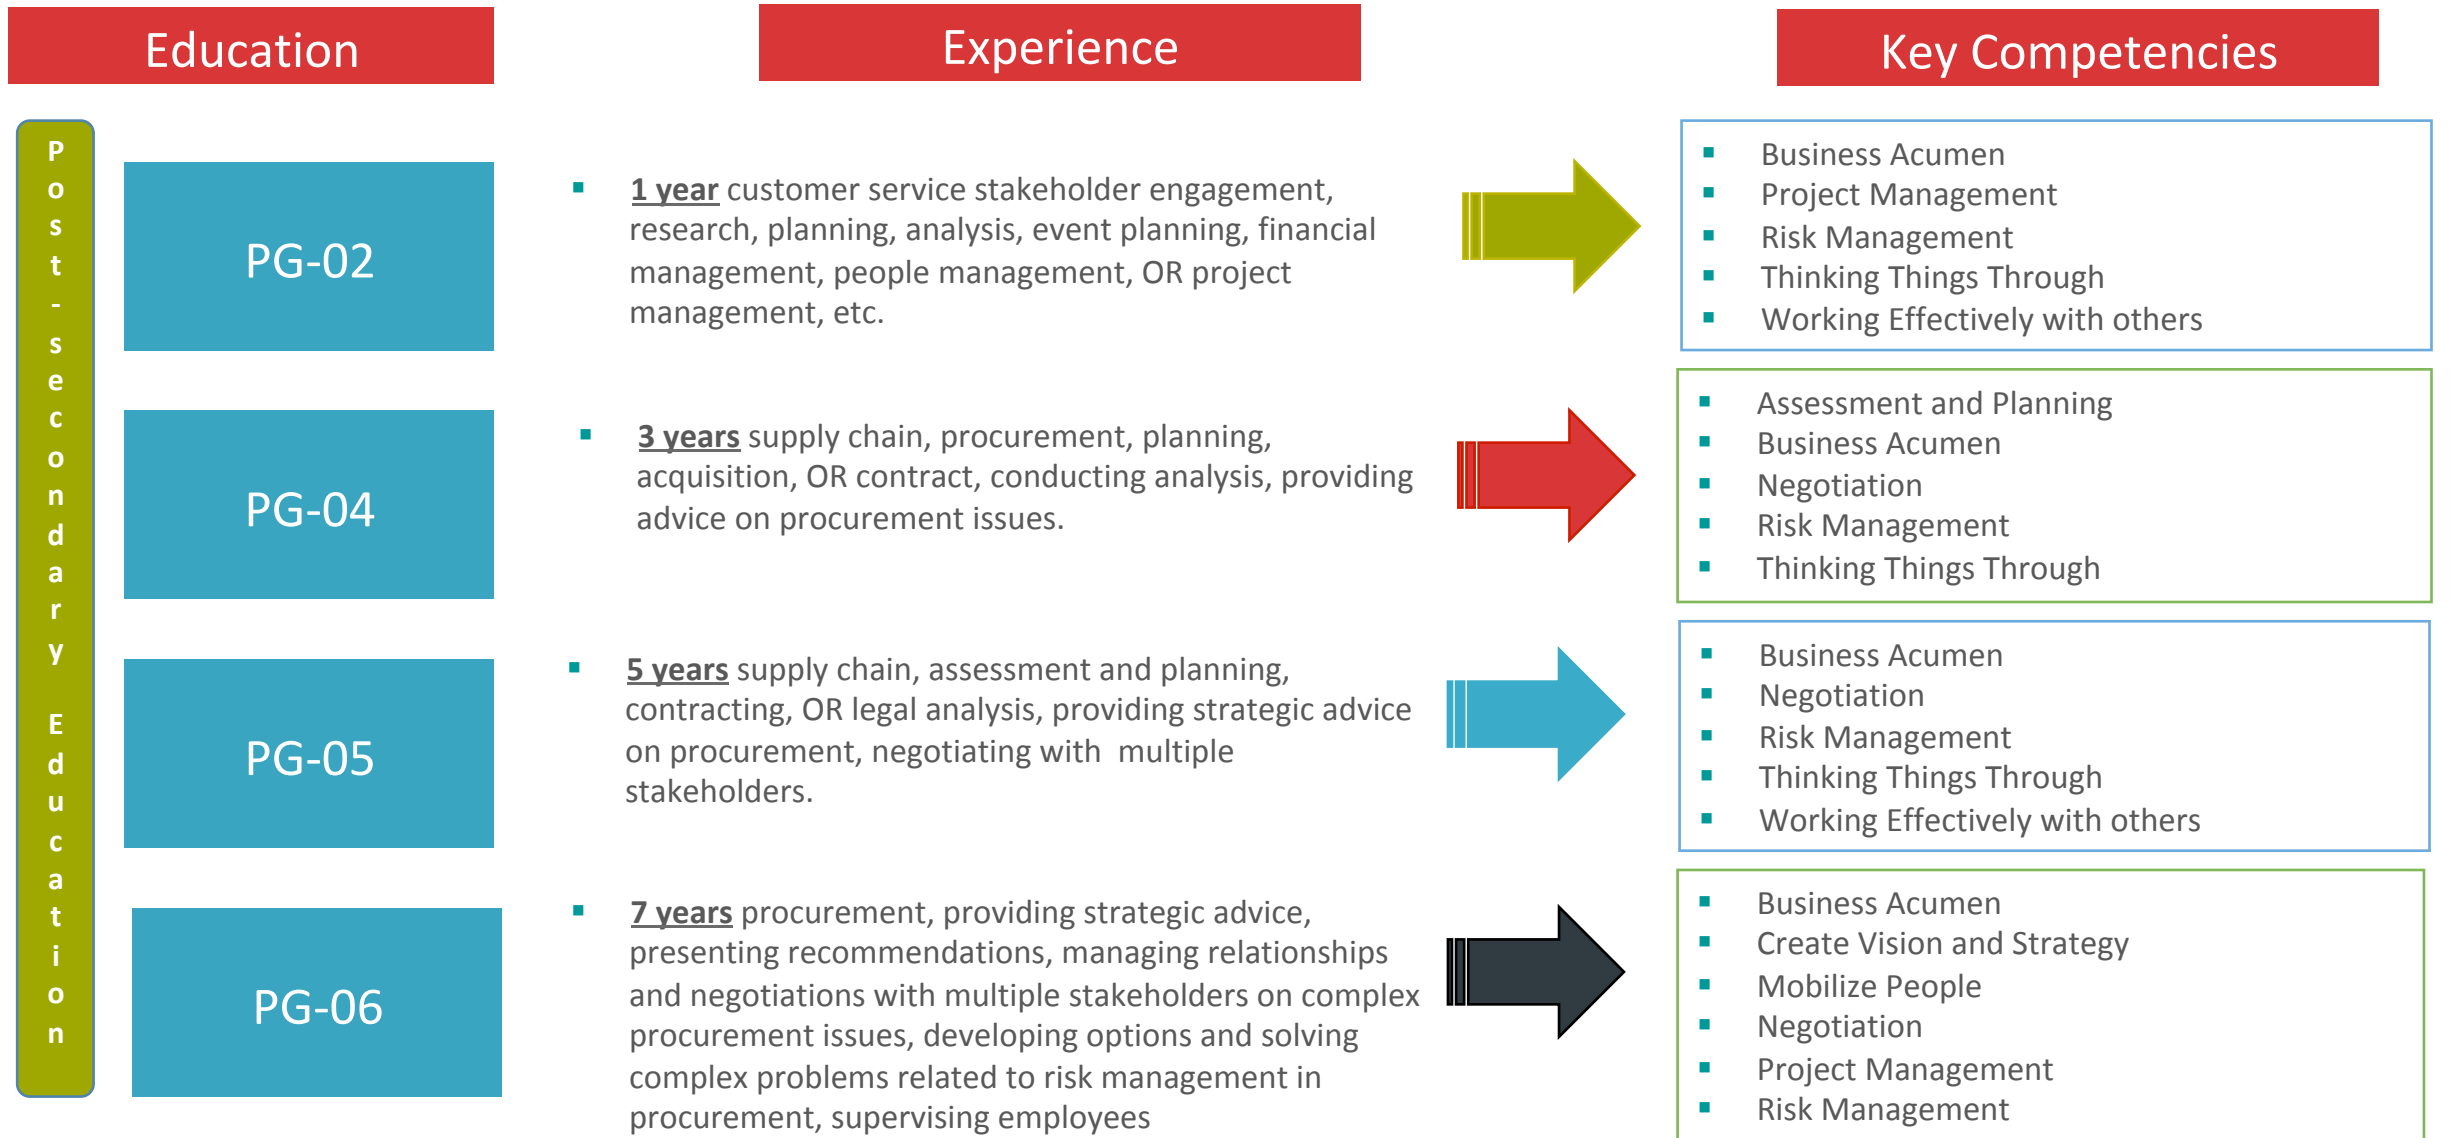 Education
Experience
Key Competencies
Post-secondary Education
PG-02
1 year customer service stakeholder engagement,
research, planning, analysis, event planning, financial
management, people management, OR project
management, etc.
Business Acumen
Project Management
Risk Management
Thinking Things Through
Working Effectively with others
PG-04
3 years supply chain, procurement, planning,
acquisition, OR contract, conducting analysis, providing
advice on procurement issues.
Assessment and Planning
Business Acumen
Negotiation
Risk Management
Thinking Things Through
PG-05
5 years supply chain, assessment and planning,
contracting, OR legal analysis, providing strategic advice
on procurement, negotiating with  multiple
stakeholders.
Business Acumen
Negotiation
Risk Management
Thinking Things Through
Working Effectively with others
PG-06
7 years procurement, providing strategic advice,
presenting recommendations, managing relationships
and negotiations with multiple stakeholders on complex
procurement issues, developing options and solving
complex problems related to risk management in
procurement, supervising employees
Business Acumen
Create Vision and Strategy
Mobilize People
Negotiation
Project Management
Risk Management